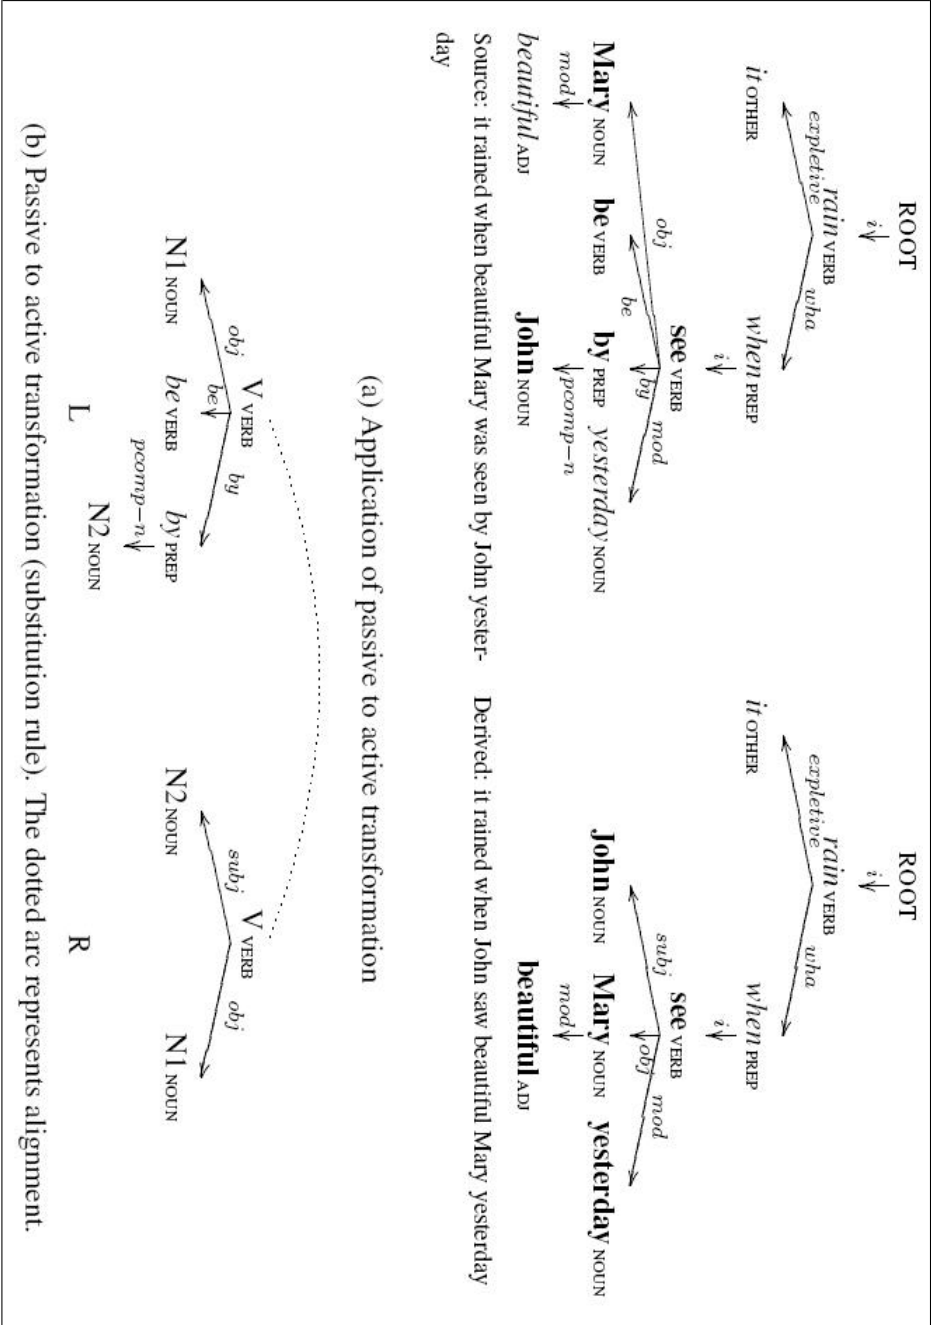 ROOT
i
rain VERB
expletive wha
it OTHER when PREP
i
see VERB
obj be by mod
Mary NOUN be VERB by PREP yesterday NOUN
mod pcomp−n
beautiful ADJ John NOUN
Source: it rained when beautiful Mary was seen by John yester-
day
ROOT
i
rain VERB
expletive wha
it OTHER when PREP
i
see VERB
subj obj mod
John NOUN Mary NOUN yesterday NOUN
mod
beautiful ADJ
Derived: it rained when John saw beautiful Mary yesterday
(a) Application of passive to active transformation
V VERB
obj be by
N1 NOUN be VERB by PREP
pcomp−n
N2 NOUN
L
V VERB
subj obj
N2 NOUN N1 NOUN
R
(b) Passive to active transformation (substitution rule). The dotted arc represents alignment.